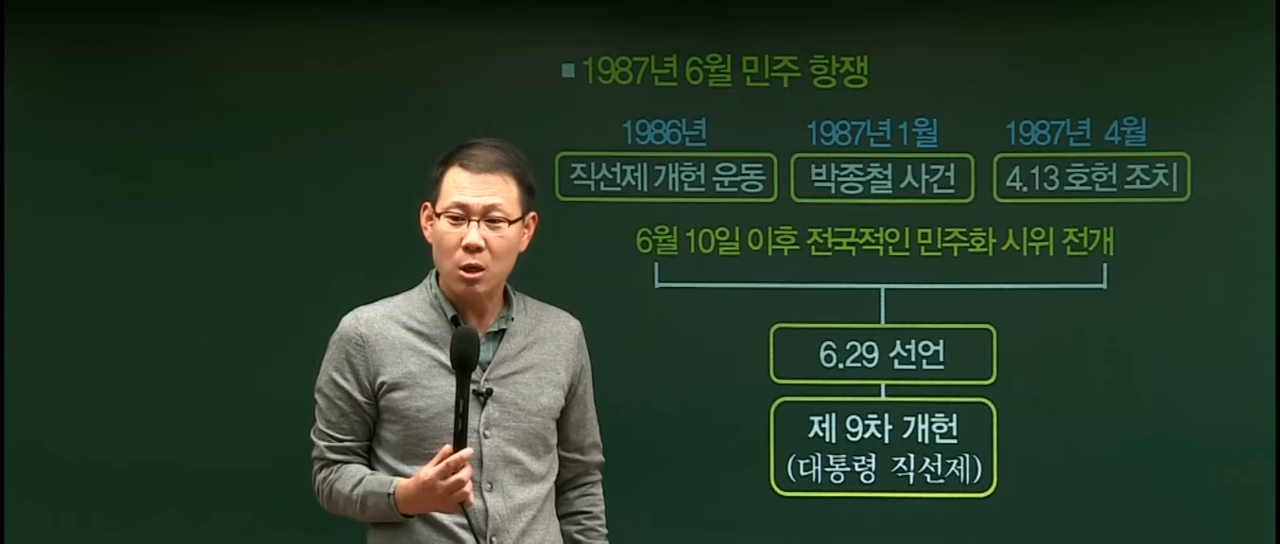 1987년 6월 민주 항쟁
1986년 1987년 1월 1987년 4월
직선제 개헌 운동 박종철 사건 4.13 호헌 조치
6월 10일 이후 전국적인 민주화 시위 전개
6.29 선언
제 9차 개헌
(대통령 직선제)